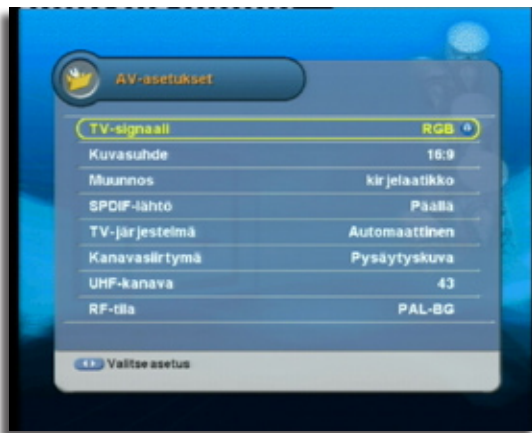 AV-asetukset
TV-signaali RGB
Kuvasuhde 16:9
Muunnos kirjelaatikko
SPDIF-lähtö Päällä
TV-järjestelmä Automaattinen
Kanavasiirtymä Pysäytyskuva
UHF-kanava 43
RF-tila PAL-BG
Valitse asetus